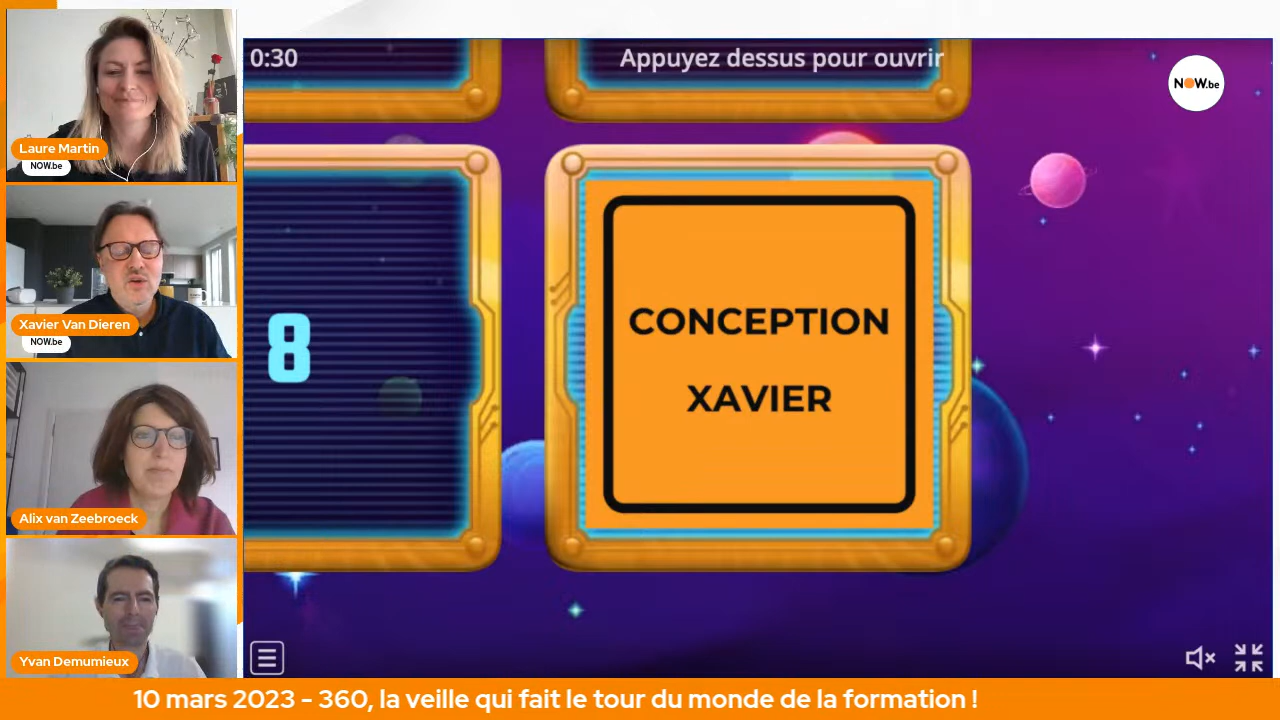 Laure Martin
NOW.be
Xavier Van Dieren
NOW.be
Alix van Zeebroeck
Yvan Demumieux
0:30
Appuyez dessus pour ouvrir
NOW.be
8
CONCEPTION
XAVIER
10 mars 2023 - 360, la veille qui fait le tour du monde de la formation !